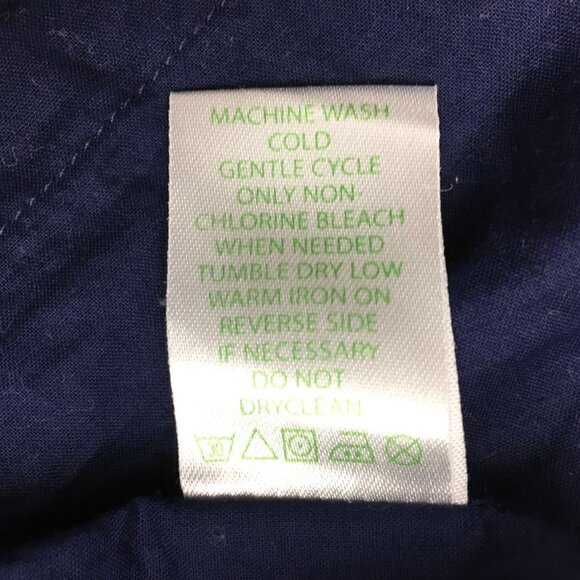 MACHINE WASH
COLD
GENTLE CYCLE
ONLY NON-
CHLORINE BLEACH
WHEN NEEDED
TUMBLE DRY LOW
WARM IRON ON
REVERSE SIDE
IF NECESSARY
DO NOT
DRYCLEAN